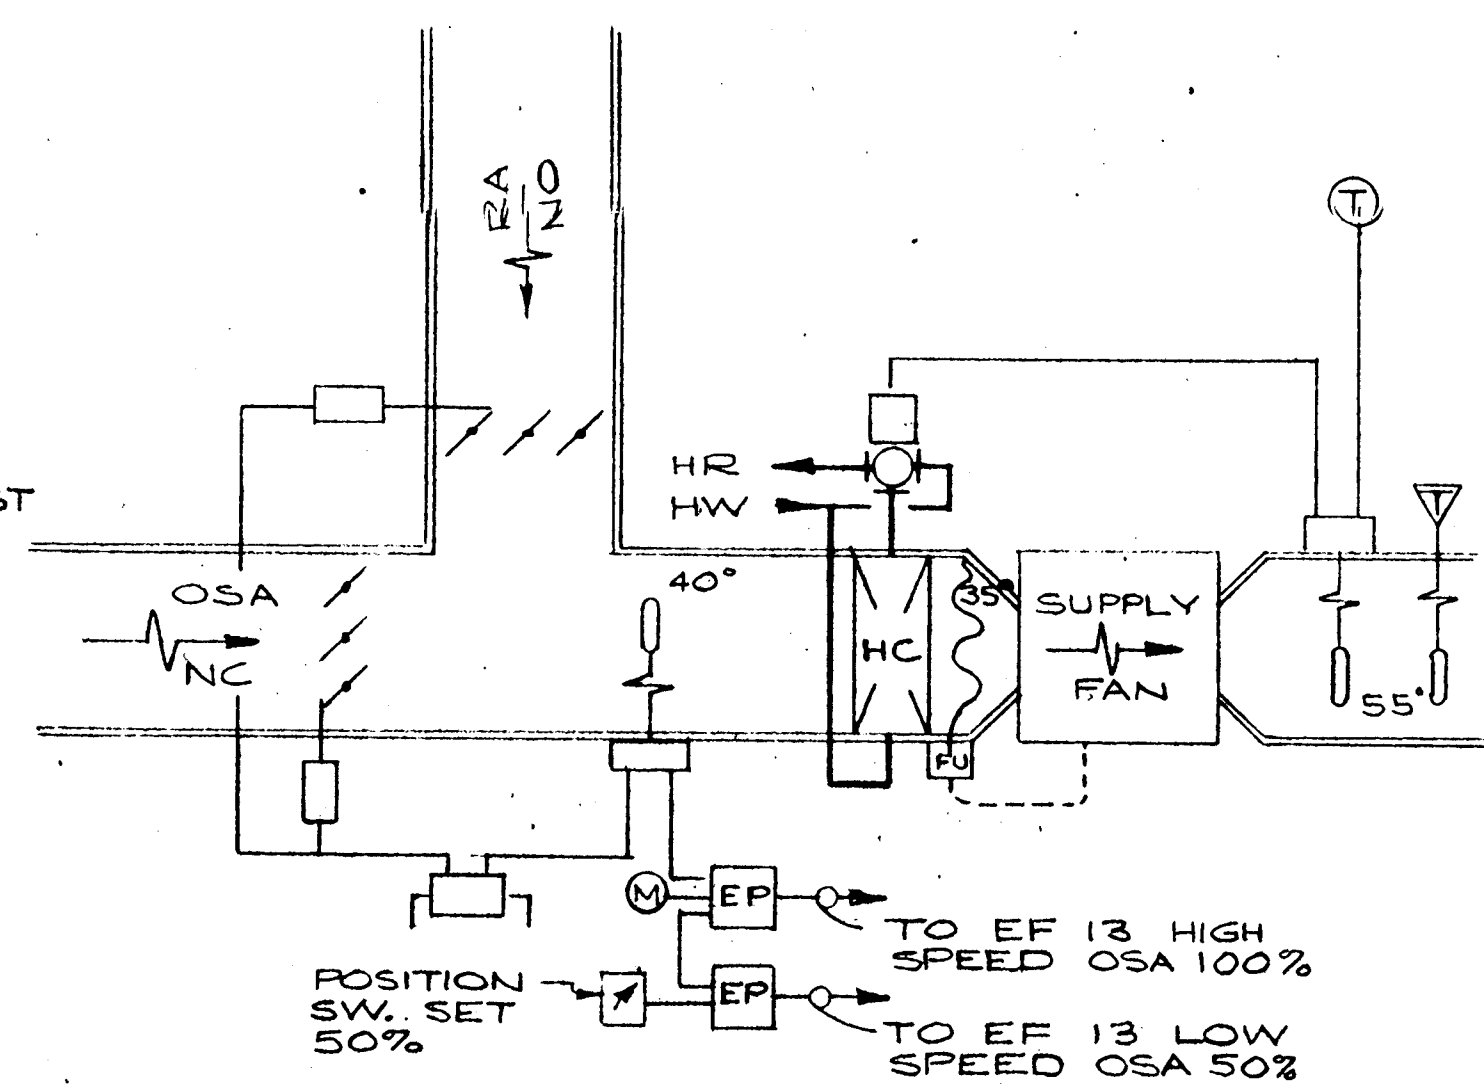 RA
NO
T
HR
HW
ST
T
OSA
NC
40°
35°
HC
SUPPLY
FAN
55°
FU
M
EP
TO EF 13 HIGH
SPEED OSA 100%
POSITION
SW. SET
50%
EP
TO EF 13 LOW
SPEED OSA 50%